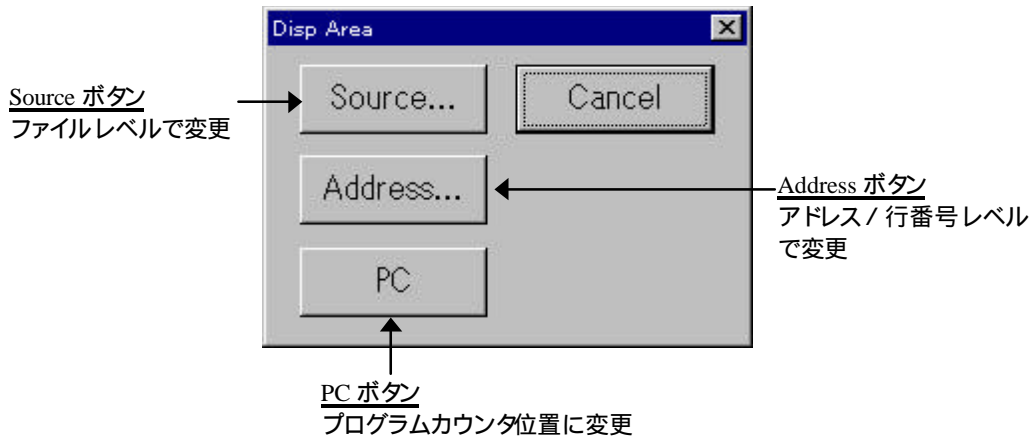 Disp Area
Source...
Cancel
Source ボタン
ファイルレベルで変更
Address...
Address ボタン
アドレス / 行番号レベル
で変更
PC
PC ボタン
プログラムカウンタ位置に変更